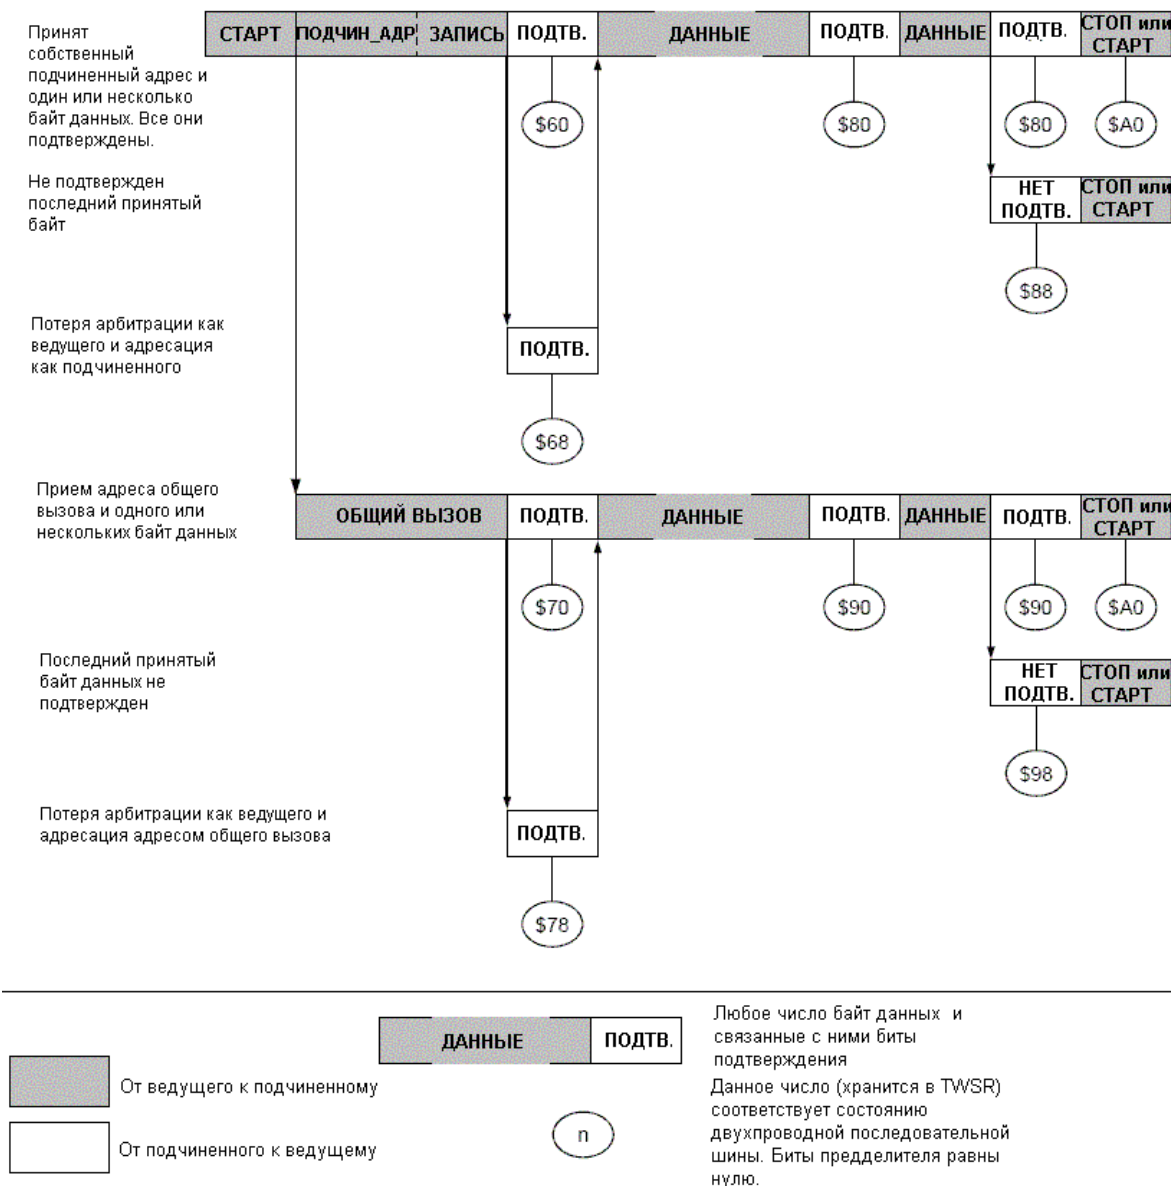 Принят
собственный
подчиненный адрес и
один или несколько
байт данных. Все они
подтверждены.
СТАРТ ПОДЧИН_АДР ЗАПИСЬ ПОДТВ. ДАННЫЕ ПОДТВ. ДАННЫЕ ПОДТВ. СТОП или
СТАРТ
$60 $80 $80 $A0
Не подтвержден
последний принятый
байт
НЕТ
ПОДТВ.
СТОП или
СТАРТ
$88
Потеря арбитрации как
ведущего и адресация
как подчиненного
ПОДТВ.
$68
Прием адреса общего
вызова и одного или
нескольких байт данных
ОБЩИЙ ВЫЗОВ ПОДТВ. ДАННЫЕ ПОДТВ. ДАННЫЕ ПОДТВ. СТОП или
СТАРТ
$70 $90 $90 $A0
Последний принятый
байт данных не
подтвержден
НЕТ
ПОДТВ.
СТОП или
СТАРТ
$98
Потеря арбитрации как ведущего и
адресация адресом общего вызова
ПОДТВ.
$78
От ведущего к подчиненному
От подчиненного к ведущему
ДАННЫЕ ПОДТВ.
n
Любое число байт данных и
связанные с ними биты
подтверждения
Данное число (хранится в TWSR)
соответствует состоянию
двухпроводной последовательной
шины. Биты предделителя равны
нулю.